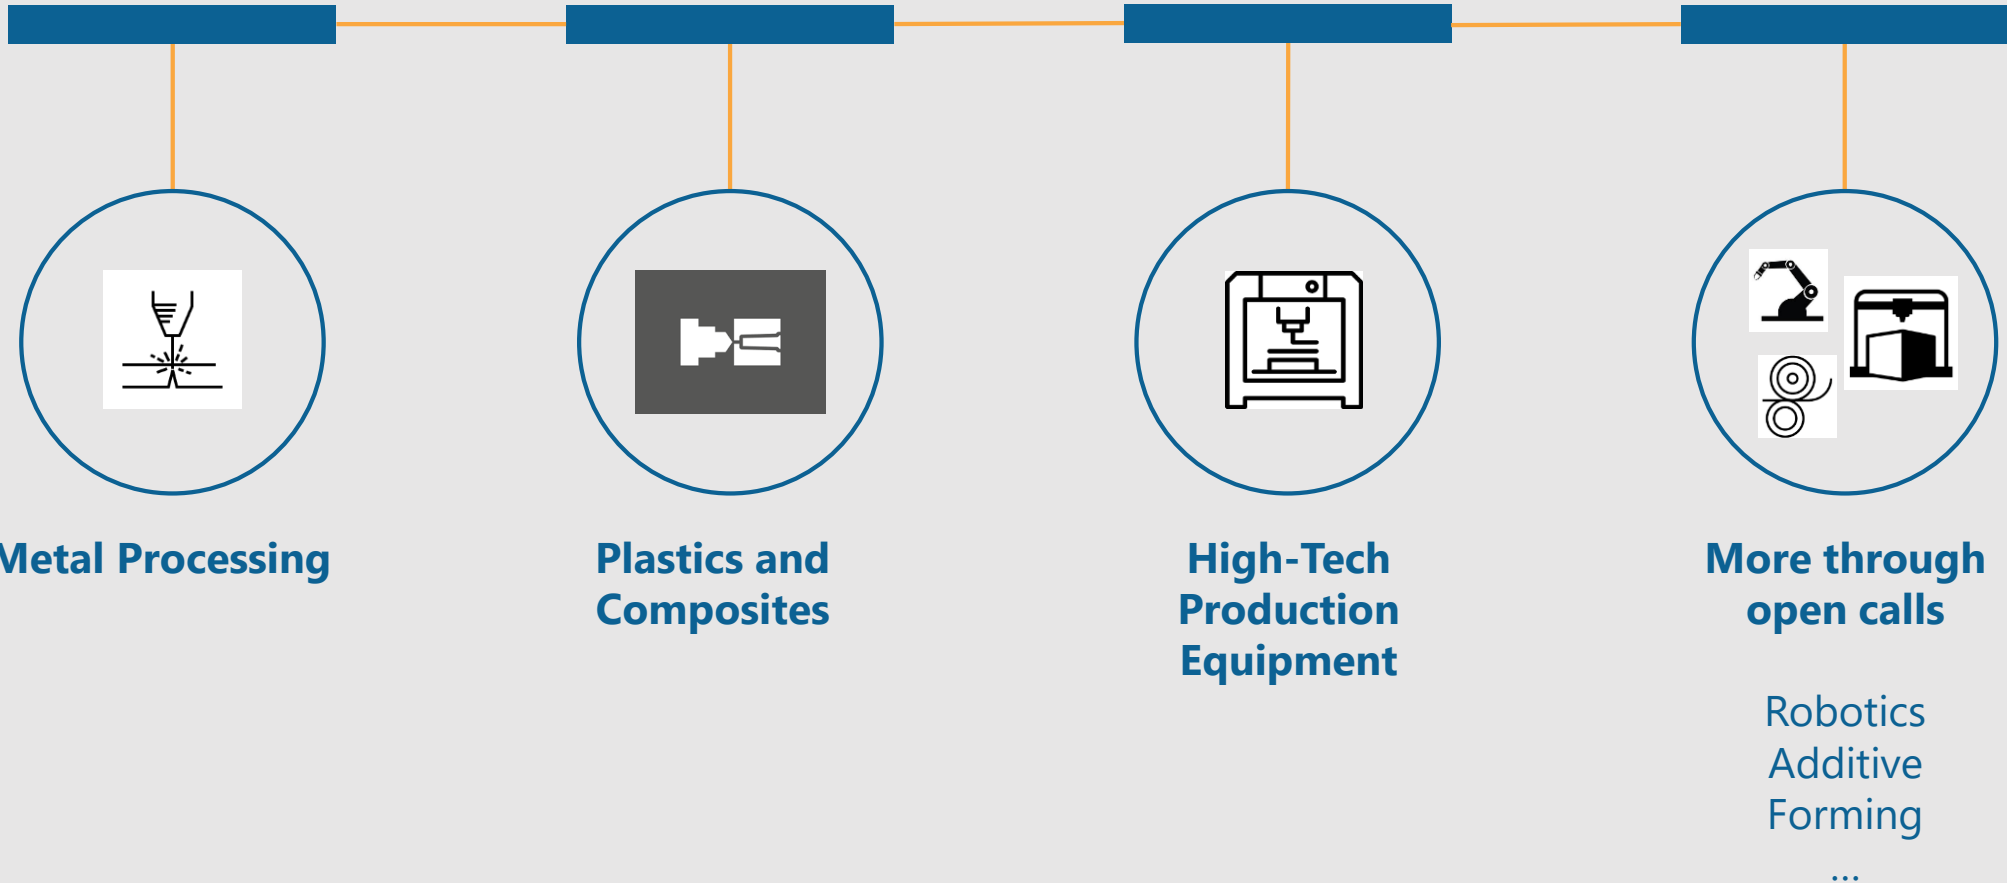 Metal Processing
Plastics and
Composites
High-Tech
Production
Equipment
More through
open calls
Robotics
Additive
Forming
...